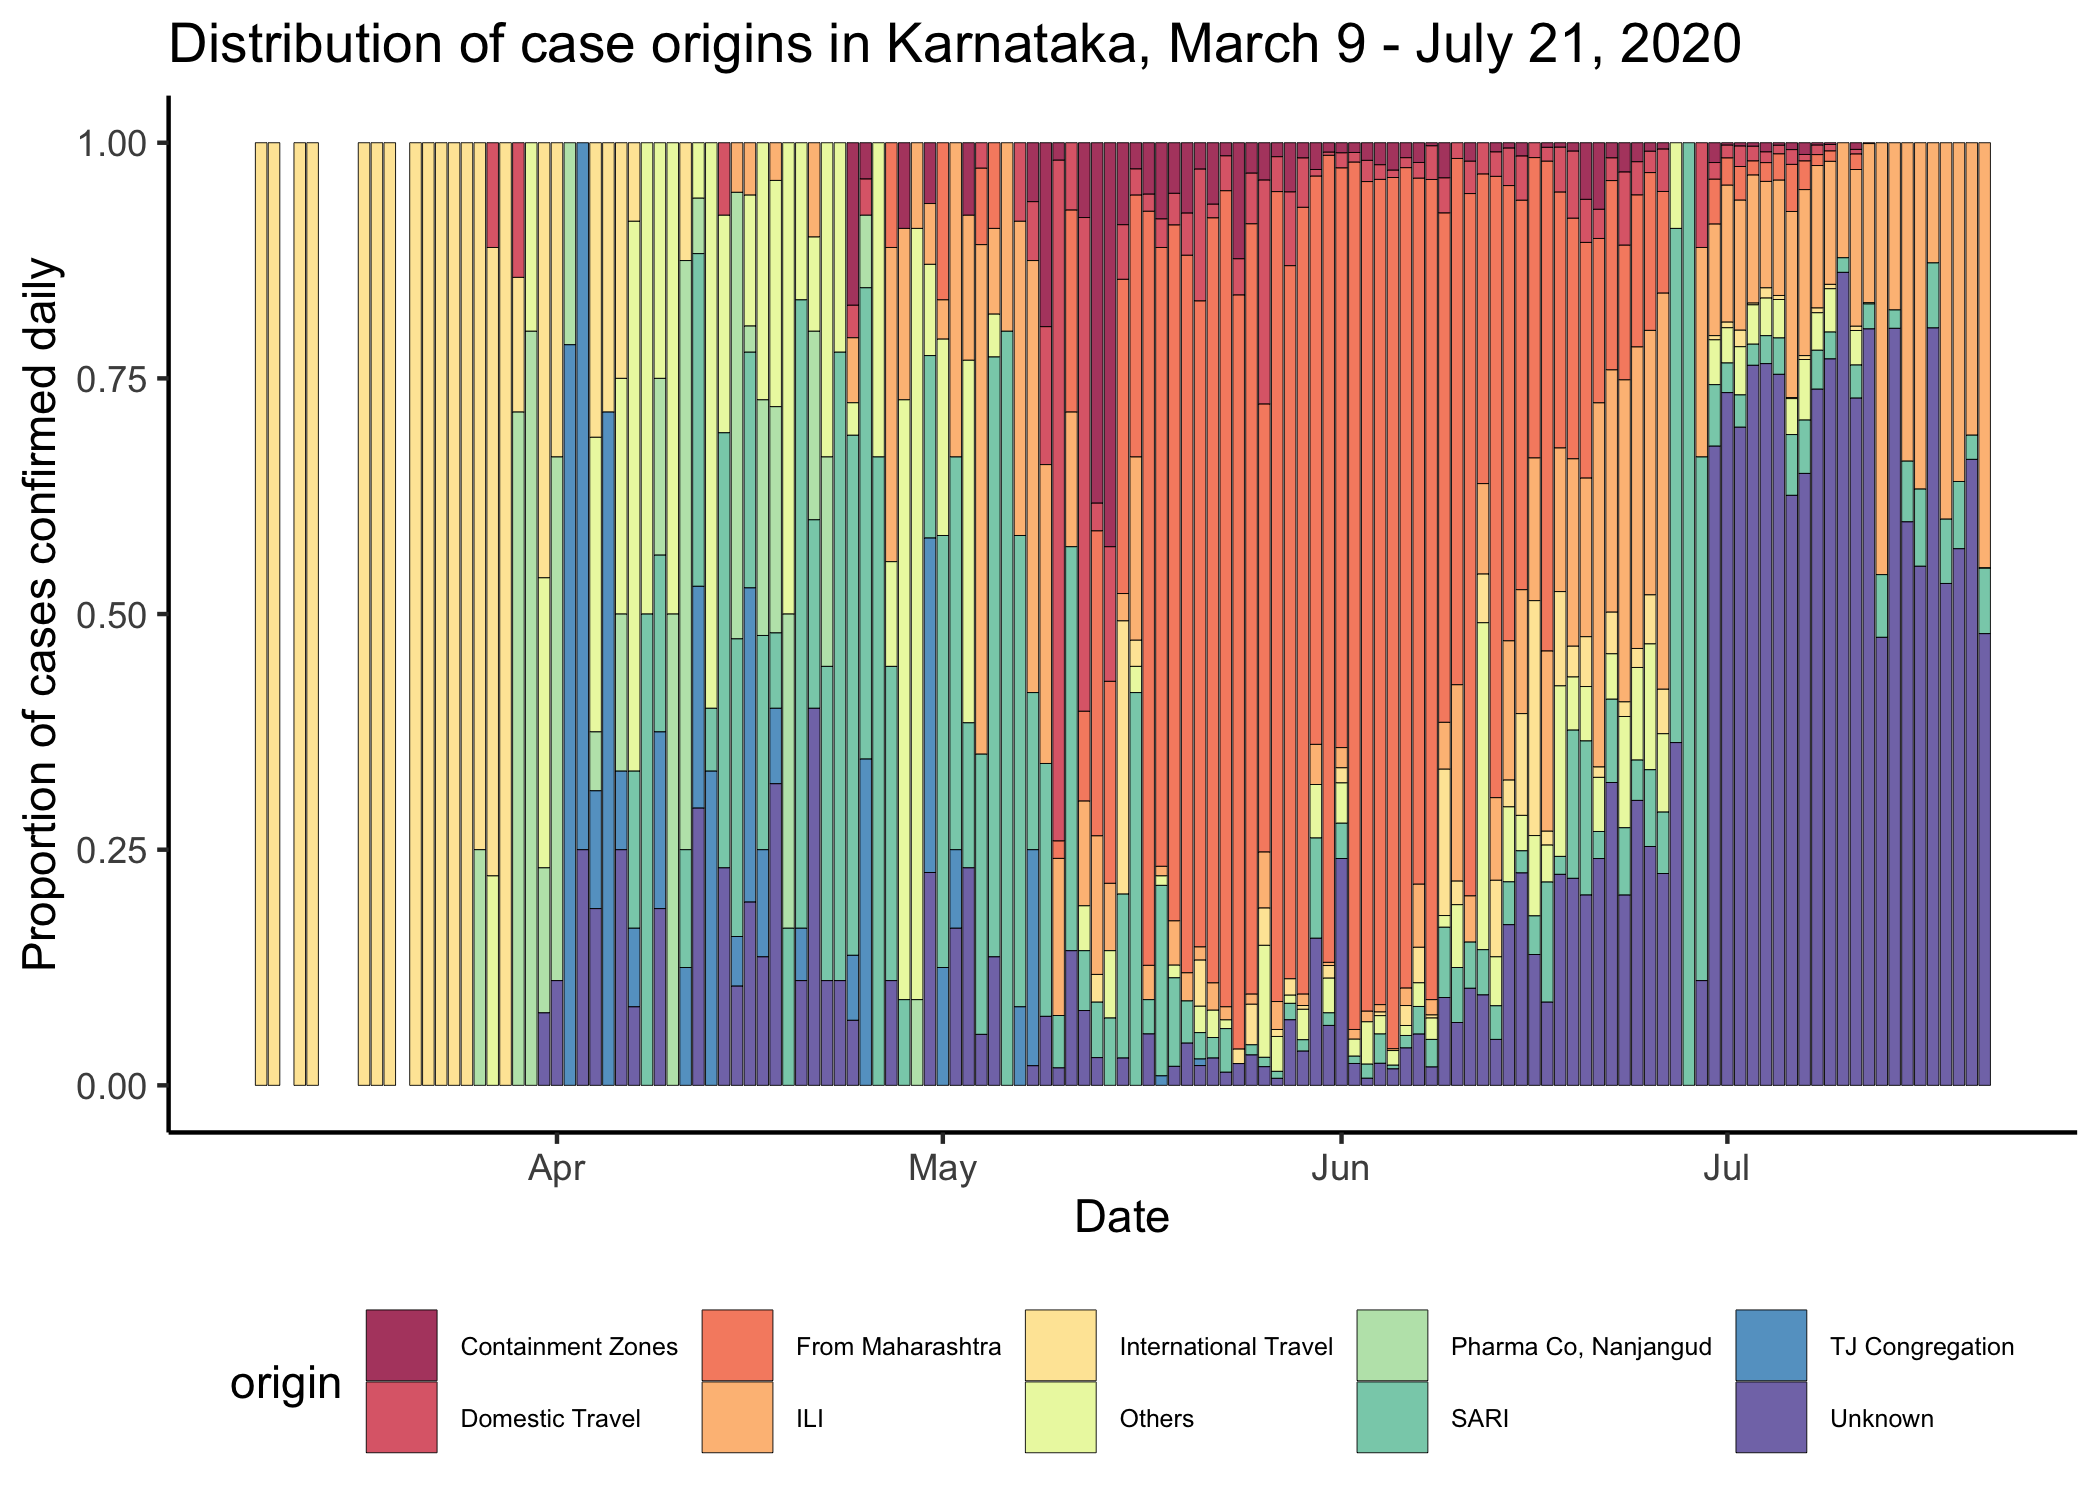 Distribution of case origins in Karnataka, March 9 - July 21, 2020
Proportion of cases confirmed daily
1.00
0.75
0.50
0.25
0.00
Apr May Jun Jul
Date
origin
Containment Zones From Maharashtra International Travel Pharma Co, Nanjangud TJ Congregation
Domestic Travel ILI Others SARI Unknown